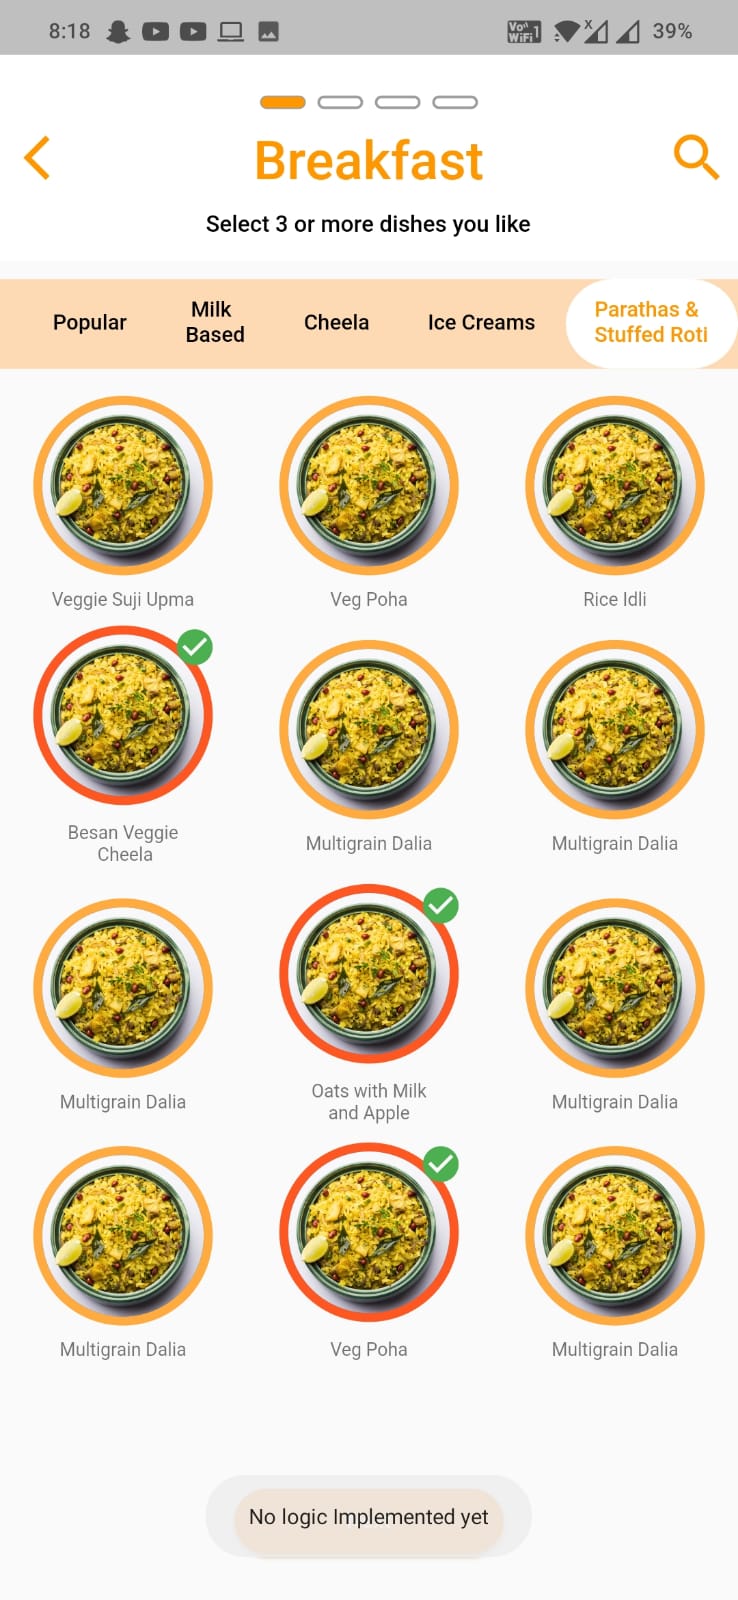 8:18
Vo))
WiFi 1
X
39%
Breakfast
Select 3 or more dishes you like
Popular
Milk
Based
Cheela
Ice Creams
Parathas &
Stuffed Roti
Veggie Suji Upma
Veg Poha
Rice Idli
Besan Veggie
Cheela
Multigrain Dalia
Multigrain Dalia
Multigrain Dalia
Oats with Milk
and Apple
Multigrain Dalia
Multigrain Dalia
Veg Poha
Multigrain Dalia
No logic Implemented yet